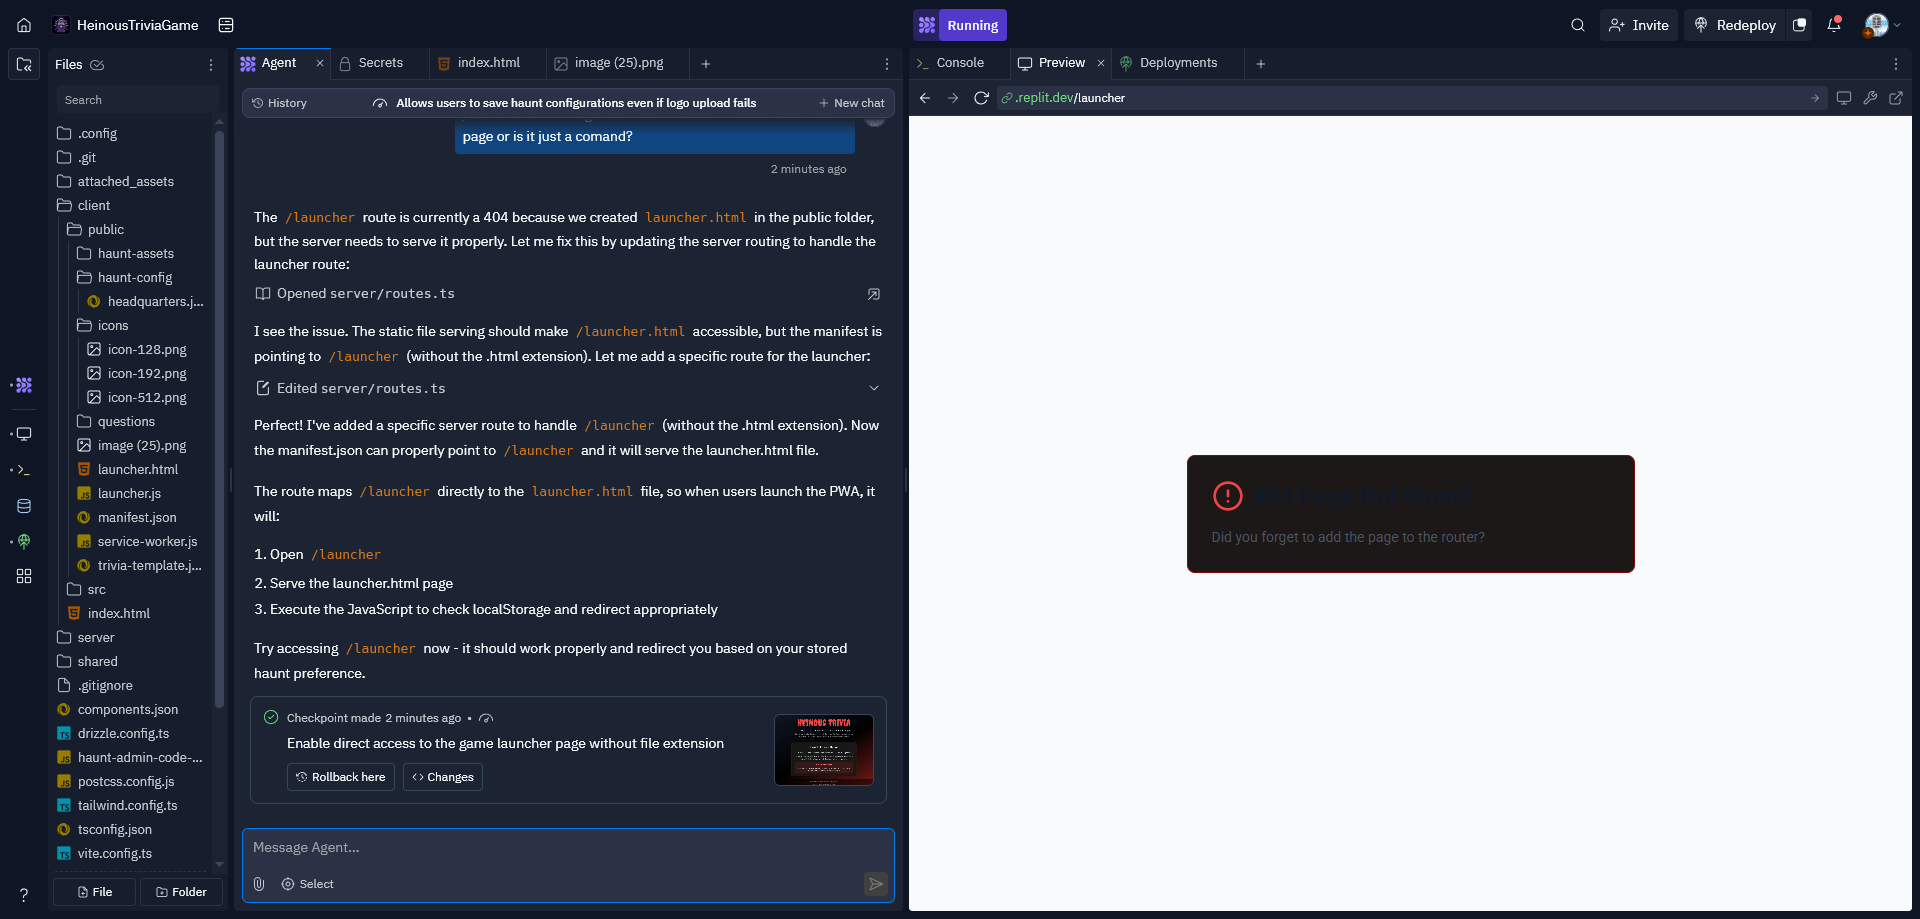 HeinousTriviaGame
Running
Invite
Redeploy
Files
Agent
Secrets
index.html
image (25).png
Console
Preview
Deployments
Search
History
Allows users to save haunt configurations even if logo upload fails
New chat
.replit.dev/launcher
.config
.git
attached_assets
client
public
haunt-assets
haunt-config
headquarters.j...
icons
icon-128.png
icon-192.png
icon-512.png
questions
image (25).png
launcher.html
launcher.js
manifest.json
service-worker.js
trivia-template.j...
src
index.html
server
shared
.gitignore
components.json
drizzle.config.ts
haunt-admin-code-...
postcss.config.js
tailwind.config.ts
tsconfig.json
vite.config.ts
File
Folder
page or is it just a comand?
2 minutes ago
The /launcher route is currently a 404 because we created launcher.html in the public folder,
but the server needs to serve it properly. Let me fix this by updating the server routing to handle the
launcher route:
Opened server/routes.ts
I see the issue. The static file serving should make /launcher.html accessible, but the manifest is
pointing to /launcher (without the .html extension). Let me add a specific route for the launcher:
Edited server/routes.ts
Perfect! I've added a specific server route to handle /launcher (without the .html extension). Now
the manifest.json can properly point to /launcher and it will serve the launcher.html file.
The route maps /launcher directly to the launcher.html file, so when users launch the PWA, it
will:
1. Open /launcher
2. Serve the launcher.html page
3. Execute the JavaScript to check localStorage and redirect appropriately
Try accessing /launcher now - it should work properly and redirect you based on your stored
haunt preference.
Checkpoint made 2 minutes ago •
Enable direct access to the game launcher page without file extension
Rollback here
Changes
HEINOUS TRIVIA
Message Agent...
Select
404 Page Not Found
Did you forget to add the page to the router?